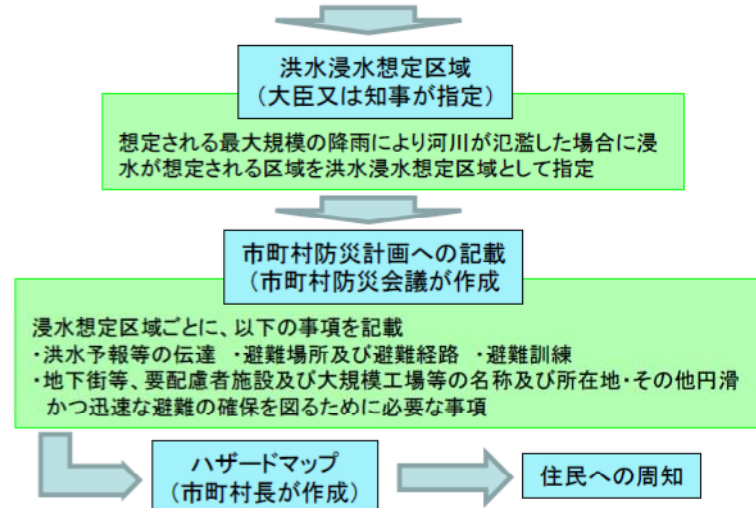 洪水浸水想定区域
（大臣又は知事が指定）
想定される最大規模の降雨により河川が氾濫した場合に浸
水が想定される区域を洪水浸水想定区域として指定
市町村防災計画への記載
（市町村防災会議が作成
浸水想定区域ごとに、以下の事項を記載
・洪水予報等の伝達　・避難場所及び避難経路　・避難訓練
・地下街等、要配慮者施設及び大規模工場等の名称及び所在地・その他円滑
かつ迅速な避難の確保を図るために必要な事項
ハザードマップ
（市町村長が作成）
住民への周知